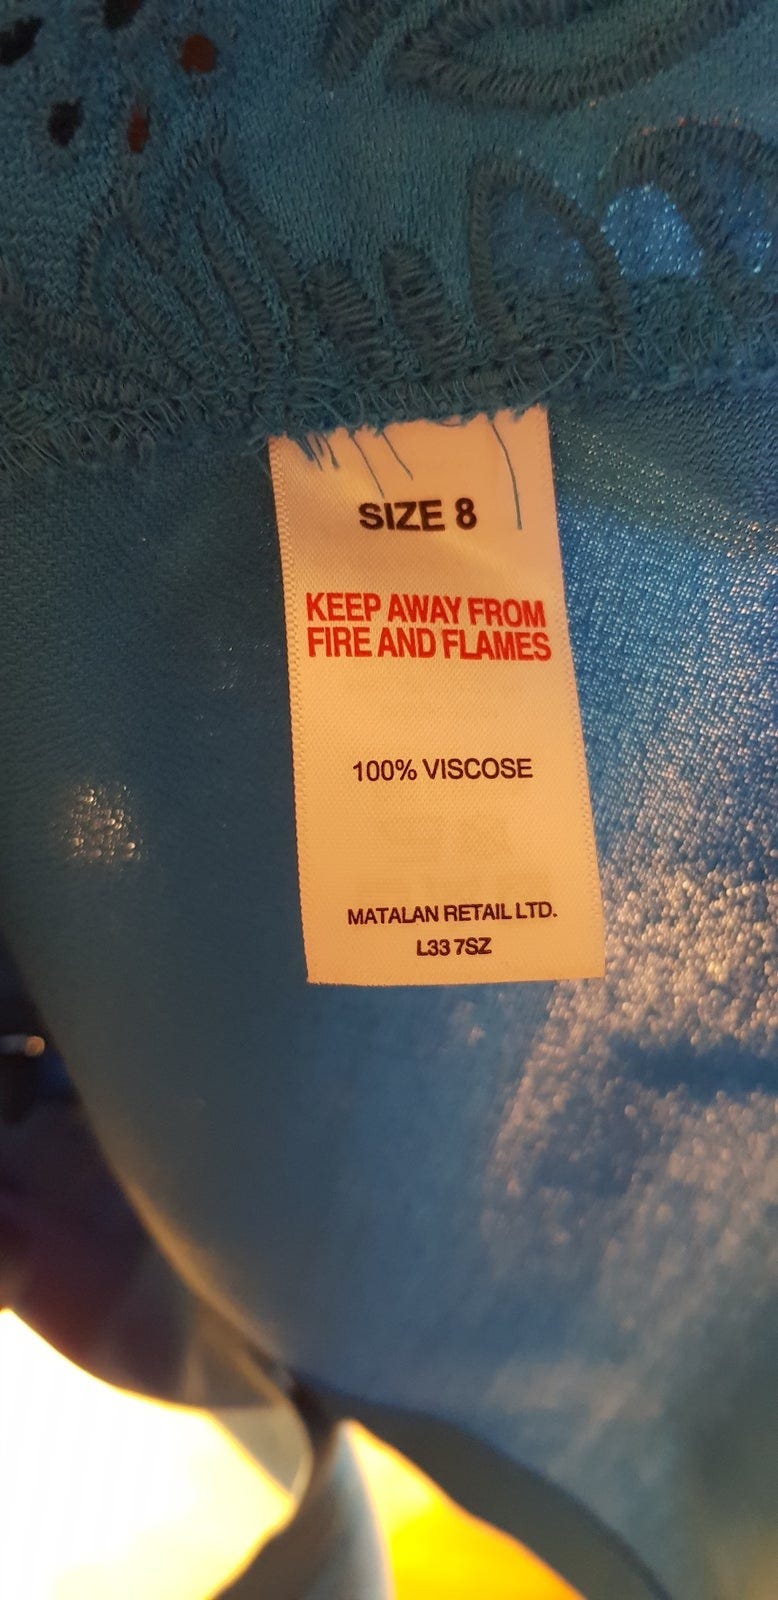 SIZE 8
KEEP AWAY FROM
FIRE AND FLAMES
100% VISCOSE
MATALAN RETAIL LTD.
L33 7SZ